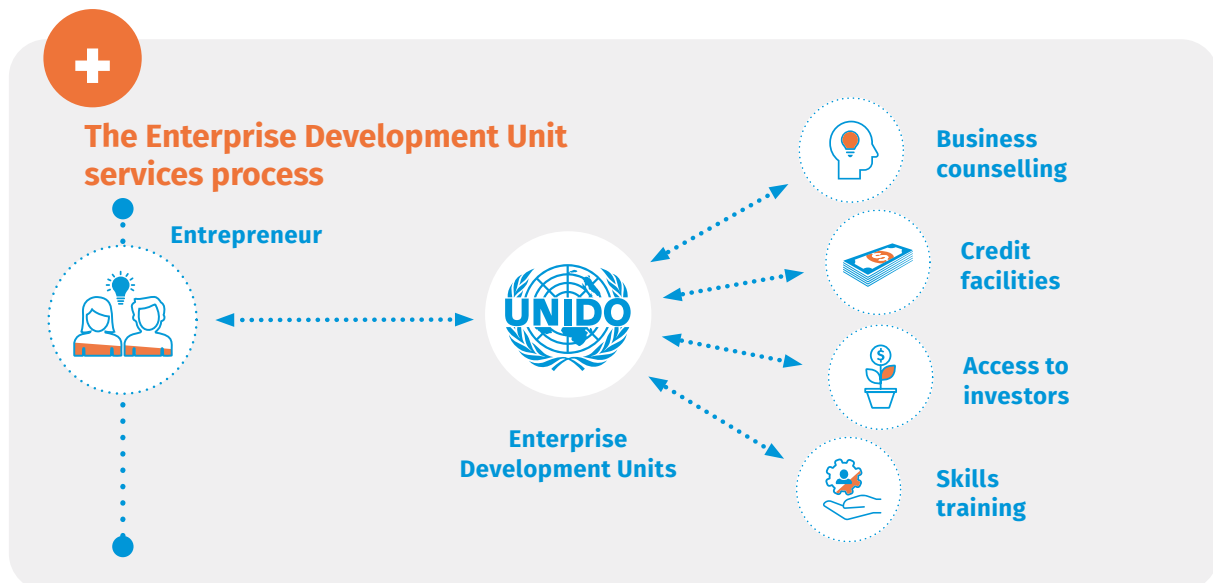 The Enterprise Development Unit
services process
Entrepreneur
UNIDO
Enterprise
Development Units
Business
counselling
$
Credit
facilities
$
Access to
investors
Skills
training